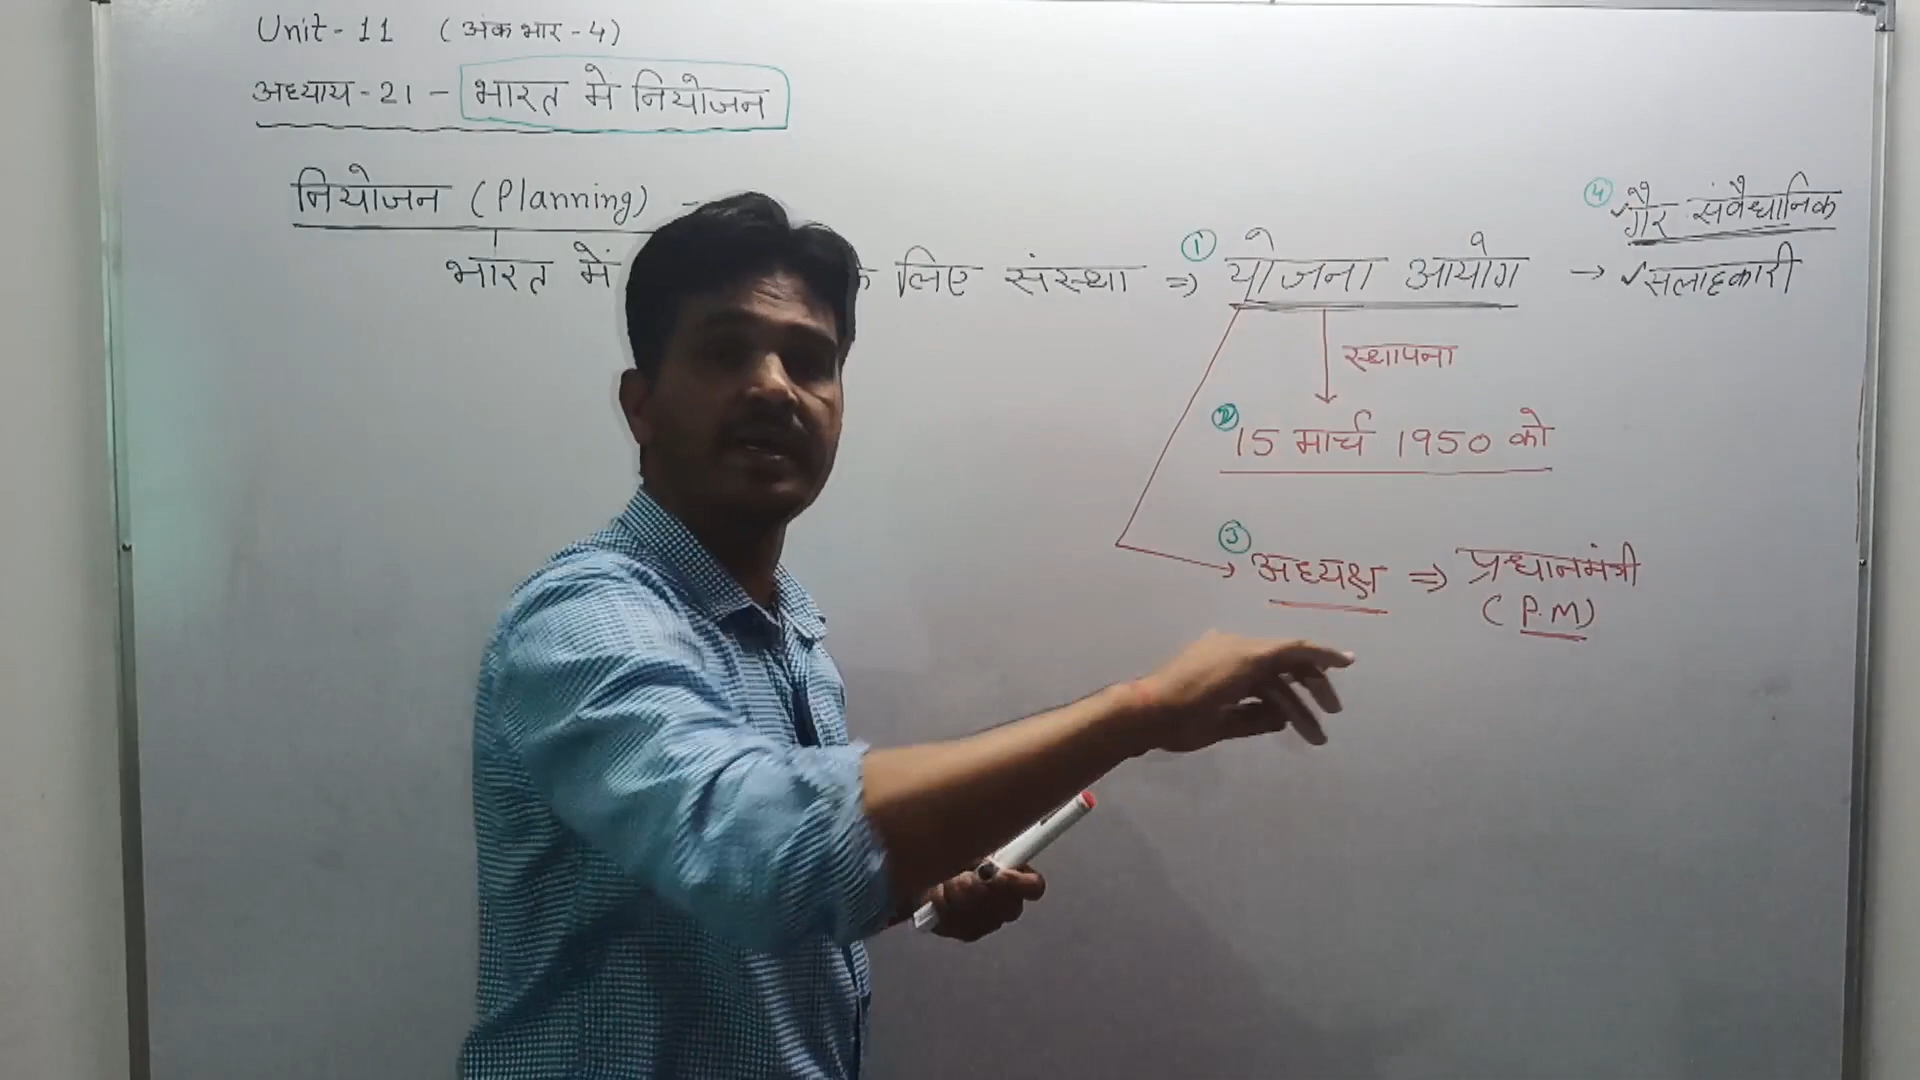 Unit - 11 (अंक भार - 4)
अध्याय - 21 - भारत मे नियोजन
नियोजन (Planning) -
भारत में के लिए संस्था ⇒ ① योजना आयोग → ✓सलाहकारी
④ ✓गैर संवैधानिक
स्थापना
② 15 मार्च 1950 को
③ अध्यक्ष ⇒ प्रधानमंत्री
(P.M)